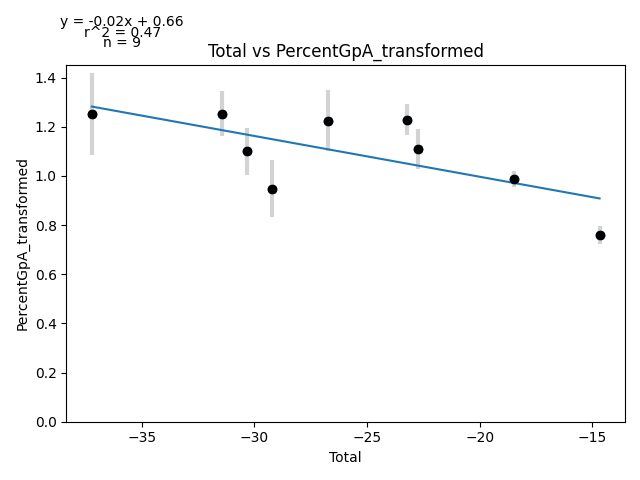 y = -0.02x + 0.66
r^2 = 0.47
n = 9
Total vs PercentGpA_transformed
PercentGpA_transformed
1.4
1.2
1.0
0.8
0.6
0.4
0.2
0.0
−35
−30
−25
−20
−15
Total